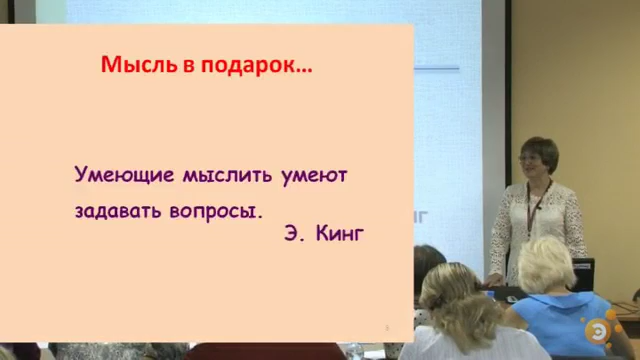 Мысль в подарок…
Умеющие мыслить умеют
задавать вопросы.
Э. Кинг